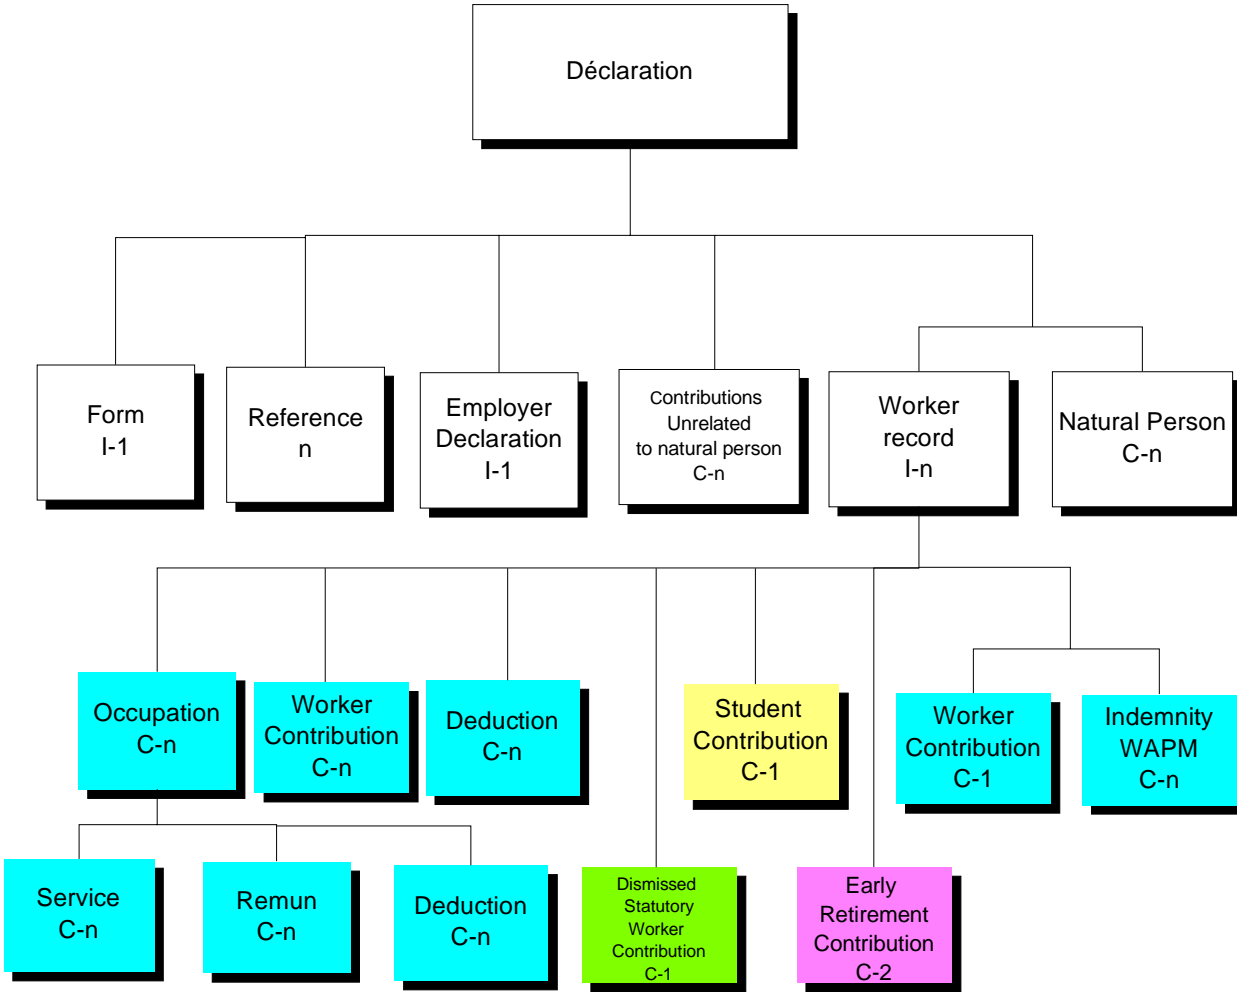 Déclaration
Form
I-1
Reference
n
Employer
Declaration
I-1
Contributions
Unrelated
to natural person
C-n
Worker
record
I-n
Natural Person
C-n
Occupation
C-n
Worker
Contribution
C-n
Deduction
C-n
Student
Contribution
C-1
Worker
Contribution
C-1
Indemnity
WAPM
C-n
Service
C-n
Remun
C-n
Deduction
C-n
Dismissed
Statutory
Worker
Contribution
C-1
Early
Retirement
Contribution
C-2